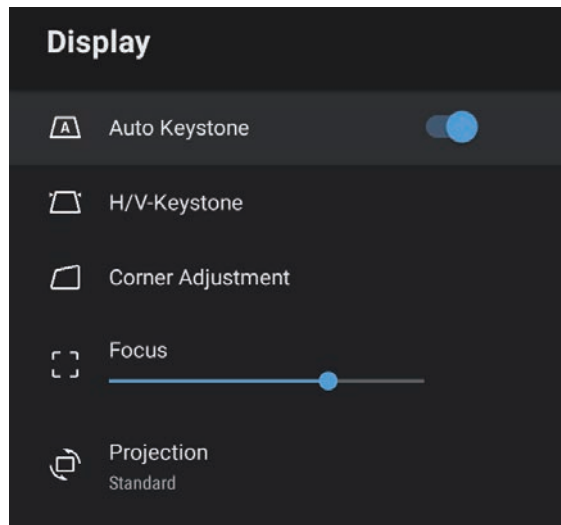 Display
A
Auto Keystone
H/V-Keystone
Corner Adjustment
Focus
Projection
Standard